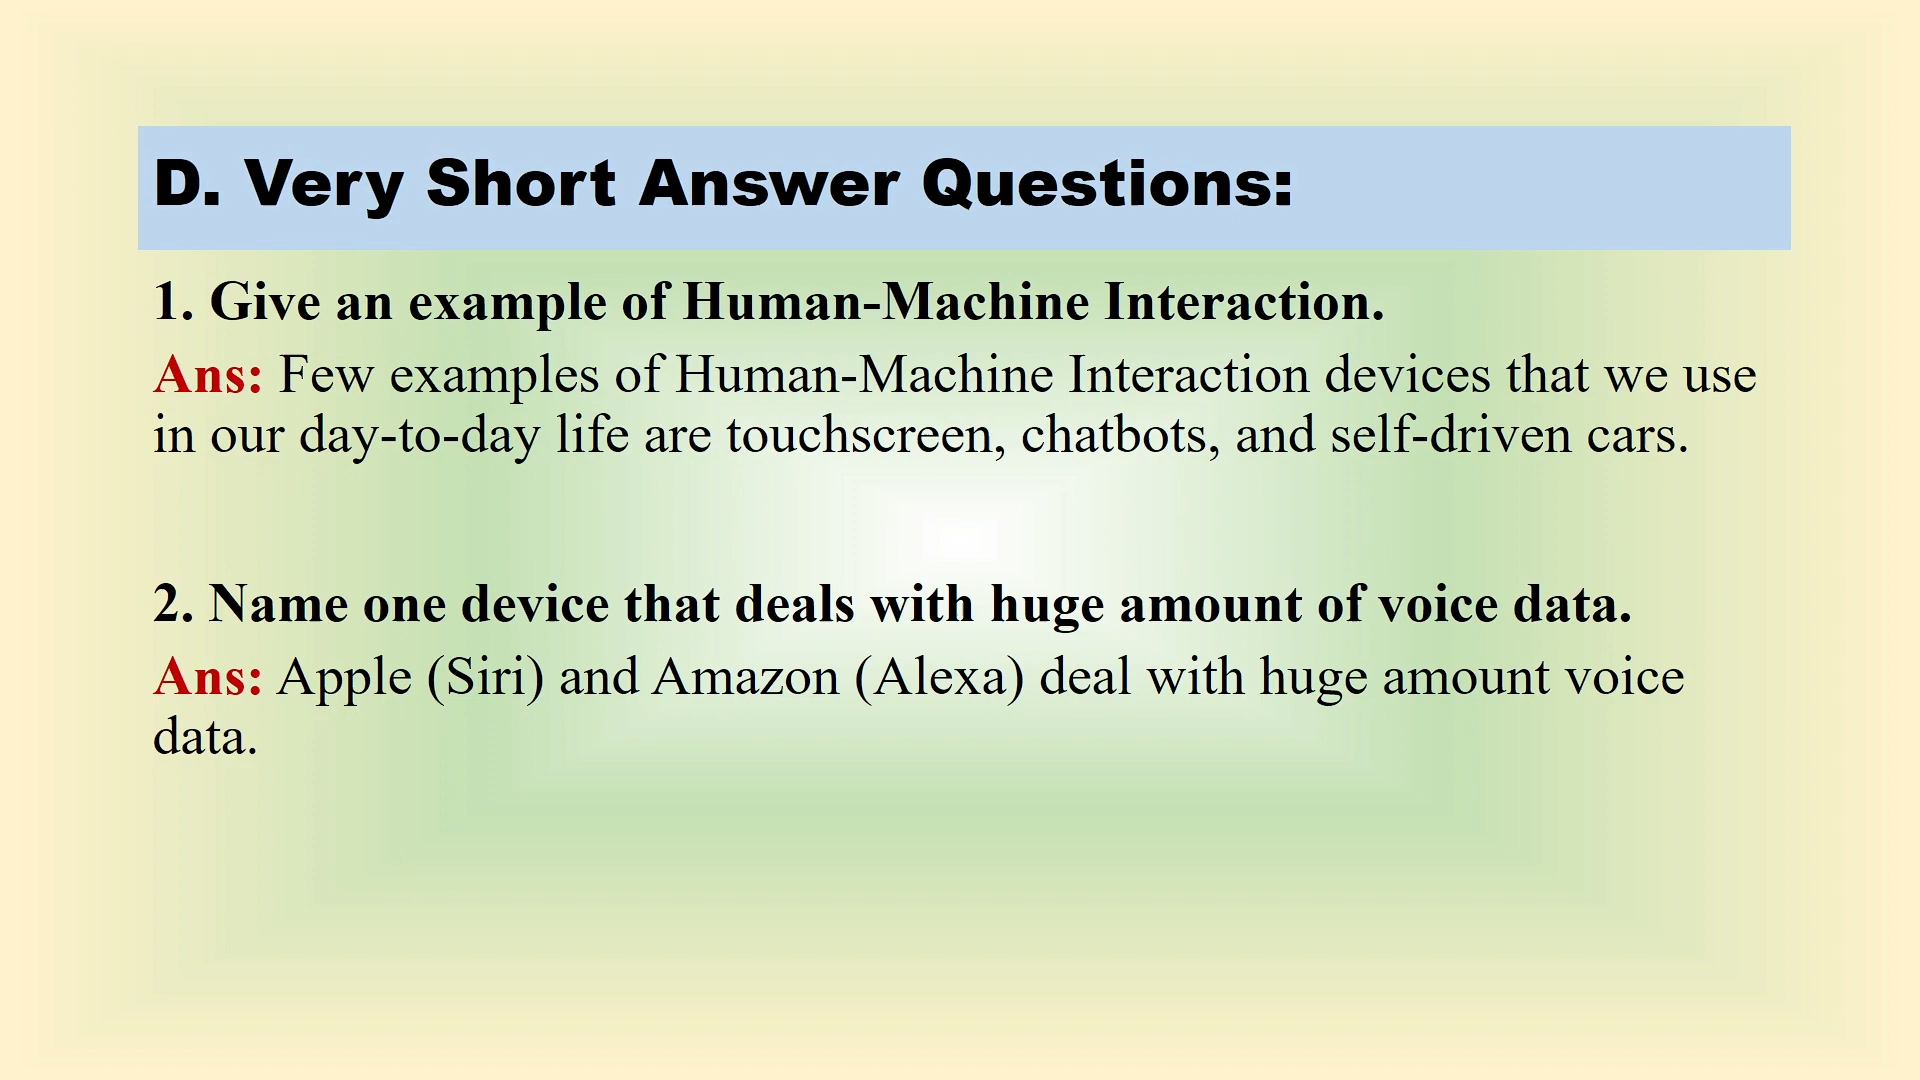 D. Very Short Answer Questions:
1. Give an example of Human-Machine Interaction.
Ans: Few examples of Human-Machine Interaction devices that we use
in our day-to-day life are touchscreen, chatbots, and self-driven cars.
2. Name one device that deals with huge amount of voice data.
Ans: Apple (Siri) and Amazon (Alexa) deal with huge amount voice
data.